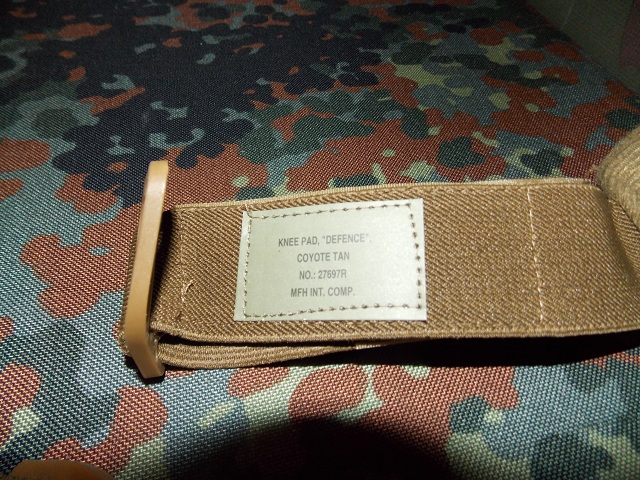 KNEE PAD, "DEFENCE",
COYOTE TAN
NO.: 27697R
MFH INT. COMP.